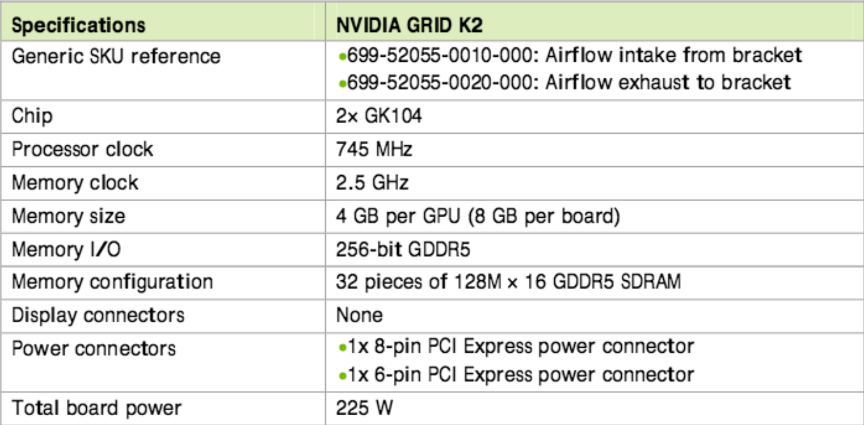 Specifications NVIDIA GRID K2
Generic SKU reference •699-52055-0010-000: Airflow intake from bracket
•699-52055-0020-000: Airflow exhaust to bracket
Chip 2× GK104
Processor clock 745 MHz
Memory clock 2.5 GHz
Memory size 4 GB per GPU (8 GB per board)
Memory I/O 256-bit GDDR5
Memory configuration 32 pieces of 128M × 16 GDDR5 SDRAM
Display connectors None
Power connectors •1x 8-pin PCI Express power connector
•1x 6-pin PCI Express power connector
Total board power 225 W